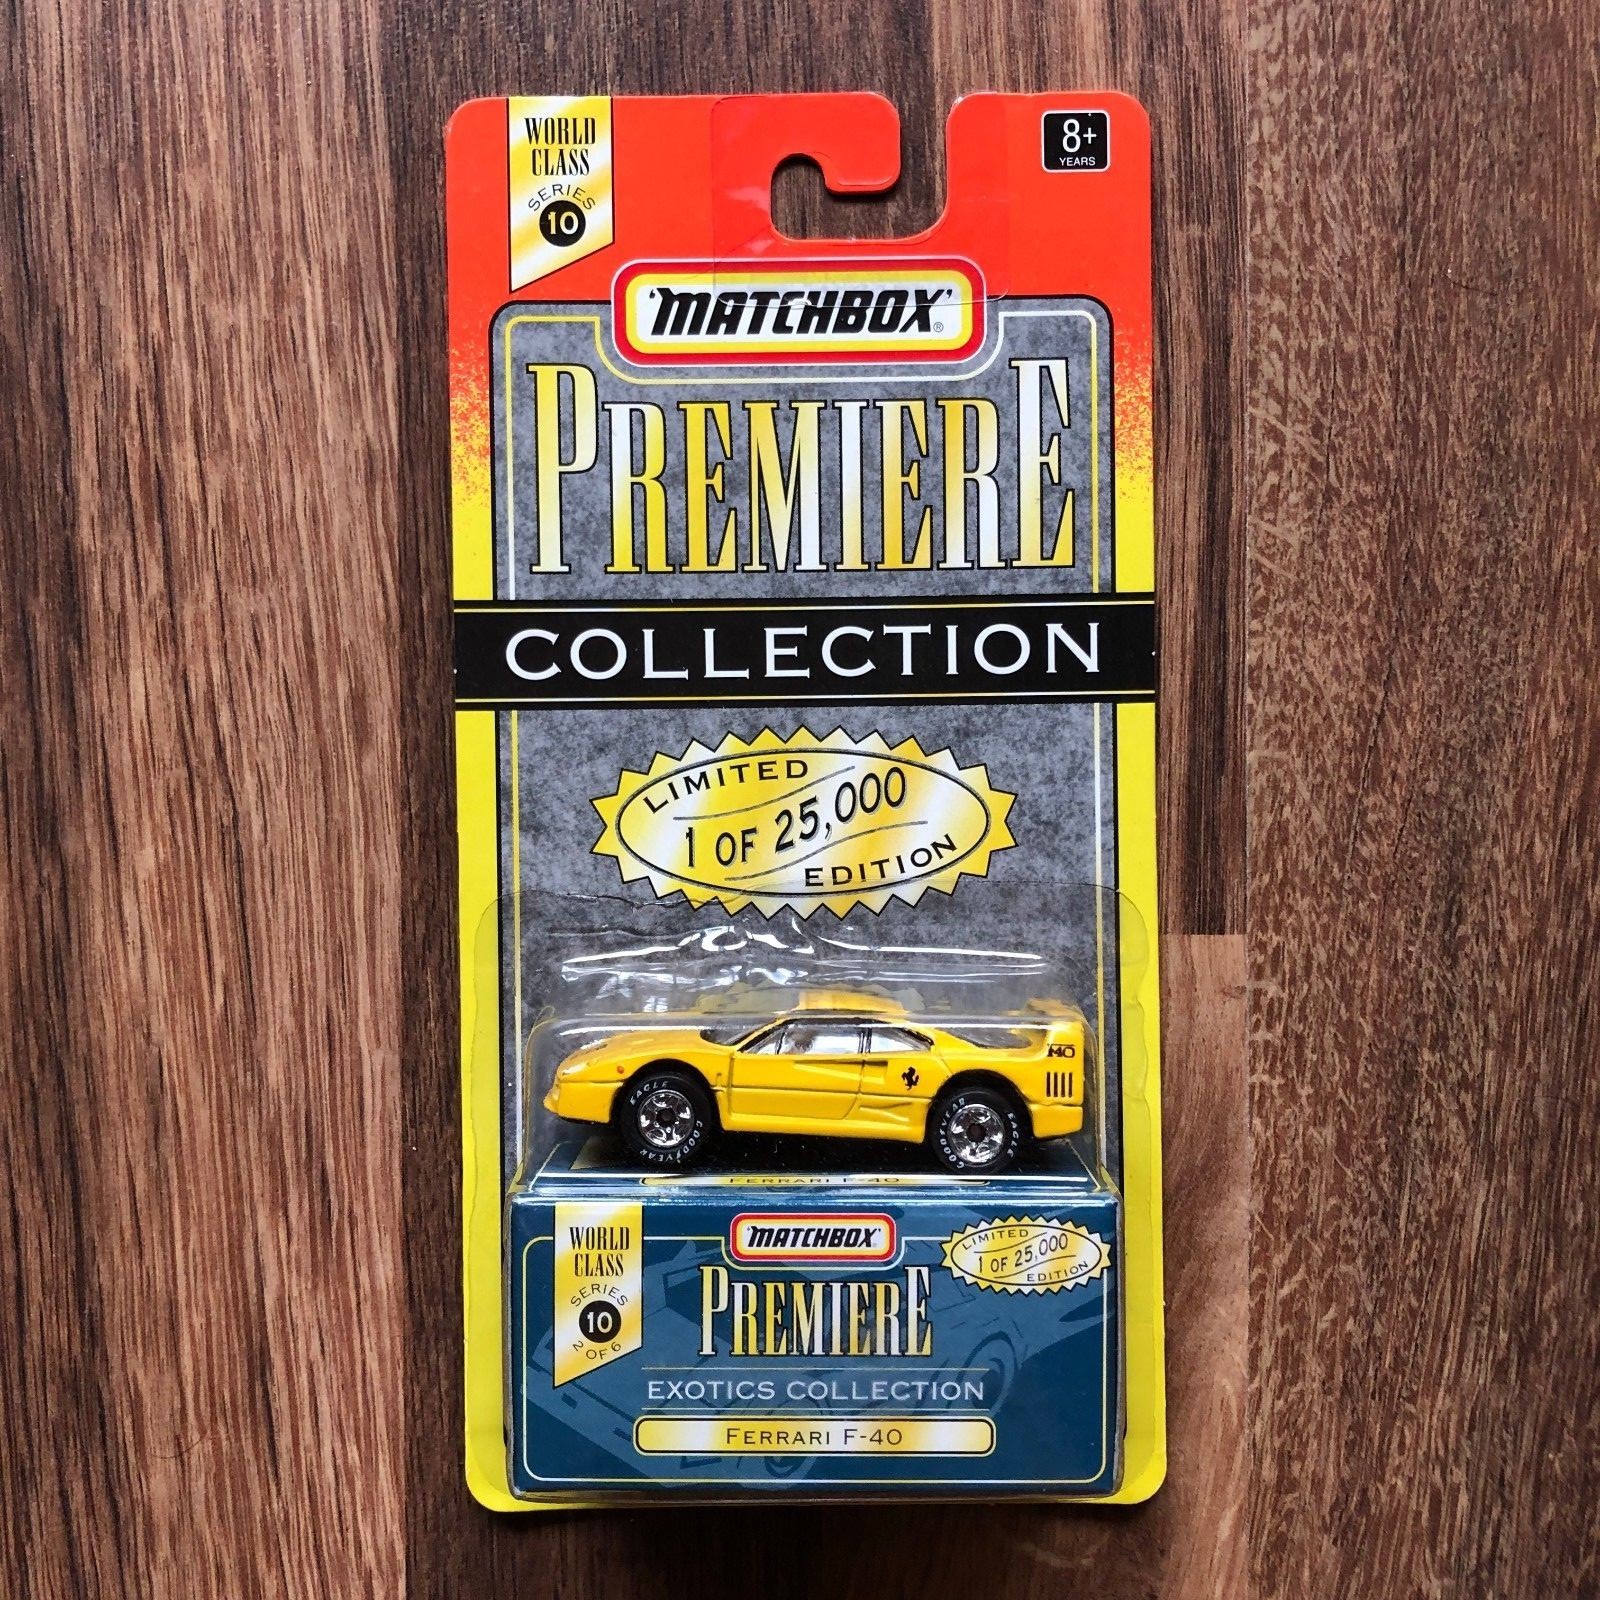 WORLD
CLASS
SERIES
10
8+
YEARS
'MATCHBOX'®
PREMIERE
COLLECTION
LIMITED
1 OF 25,000
EDITION
F40
EAGLE
GOODYEAR
GOODYEAR
EAGLE
FERRARI F-40
WORLD
CLASS
SERIES
10
2 OF 6
'MATCHBOX'
PREMIERE
EXOTICS COLLECTION
FERRARI F-40
LIMITED
1 OF 25,000
EDITION